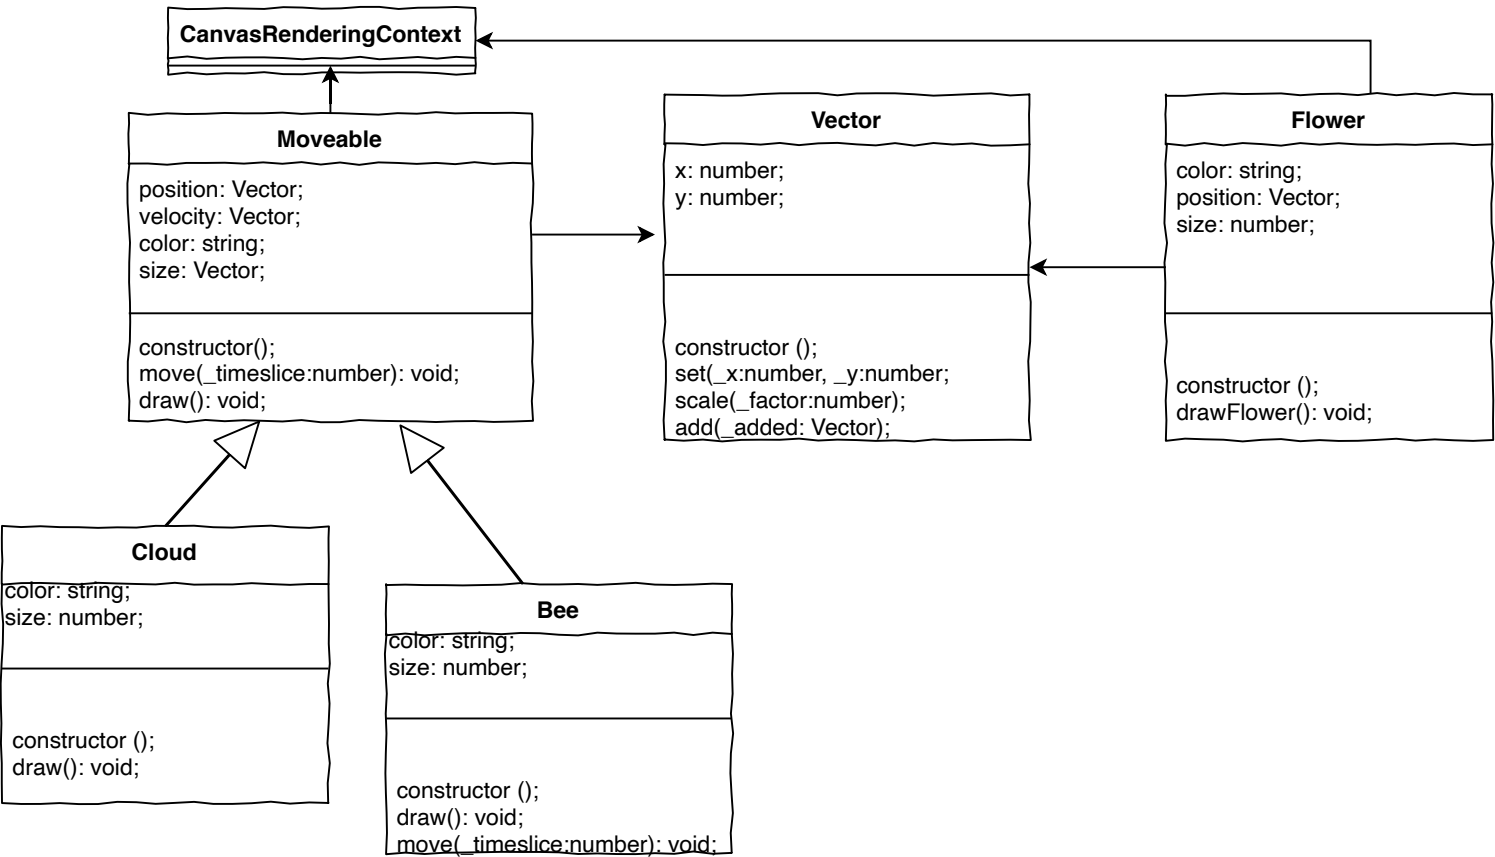 CanvasRenderingContext
Moveable
position: Vector;
velocity: Vector;
color: string;
size: Vector;
constructor();
move(_timeslice:number): void;
draw(): void;
Vector
x: number;
y: number;
constructor ();
set(_x:number, _y:number;
scale(_factor:number);
add(_added: Vector);
Flower
color: string;
position: Vector;
size: number;
constructor ();
drawFlower(): void;
Cloud
color: string;
size: number;
constructor ();
draw(): void;
Bee
color: string;
size: number;
constructor ();
draw(): void;
move(_timeslice:number): void;